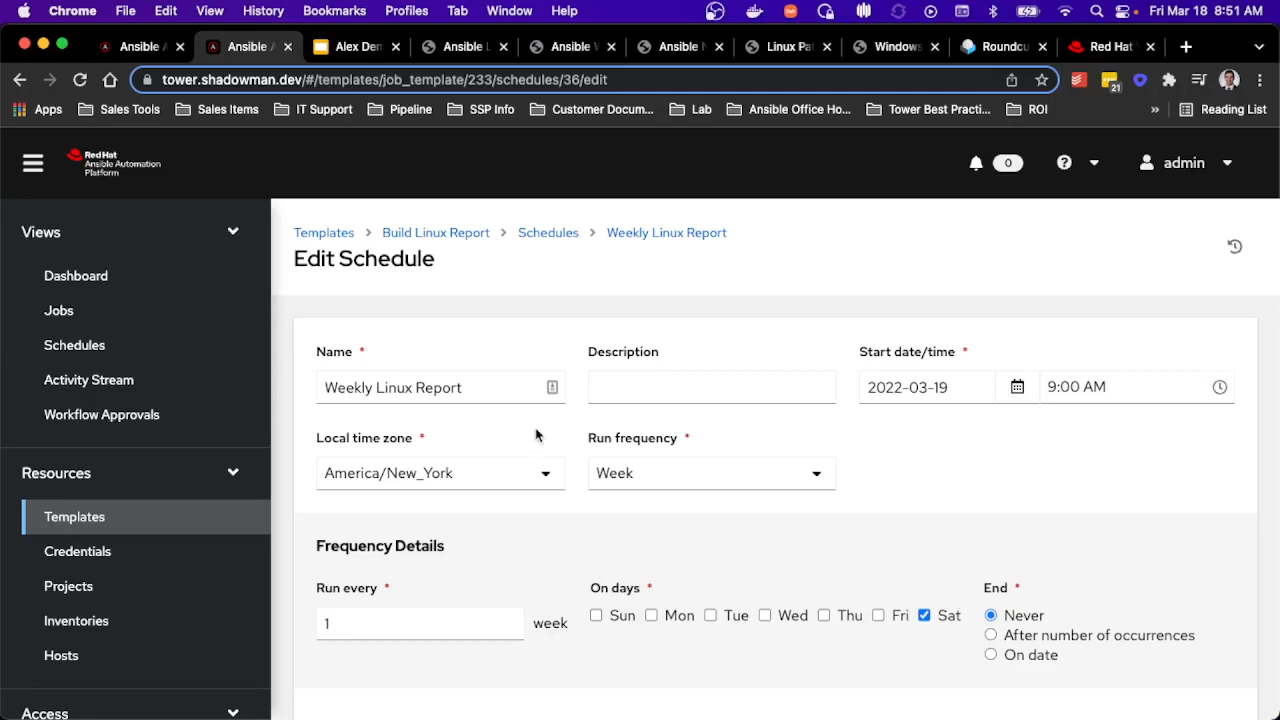 Chrome File Edit View History Bookmarks Profiles Tab Window Help Fri Mar 18 8:51 AM
Ansible A Ansible A Alex Dem Ansible L Ansible W Ansible N Linux Pat Windows Roundcu Red Hat
tower.shadowman.dev/#/templates/job_template/233/schedules/36/edit
21
Apps Sales Tools Sales Items IT Support Pipeline SSP Info Customer Docum... Lab Ansible Office Ho... Tower Best Practi... ROI » Reading List
Red Hat
Ansible Automation
Platform
0
admin
Views
Dashboard
Jobs
Schedules
Activity Stream
Workflow Approvals
Resources
Templates
Credentials
Projects
Inventories
Hosts
Access
Templates > Build Linux Report > Schedules > Weekly Linux Report
Edit Schedule
Name * Description Start date/time *
Weekly Linux Report 2022-03-19 9:00 AM
Local time zone * Run frequency *
America/New_York Week
Frequency Details
Run every * On days * End *
1 week Sun Mon Tue Wed Thu Fri Sat Never
After number of occurrences
On date